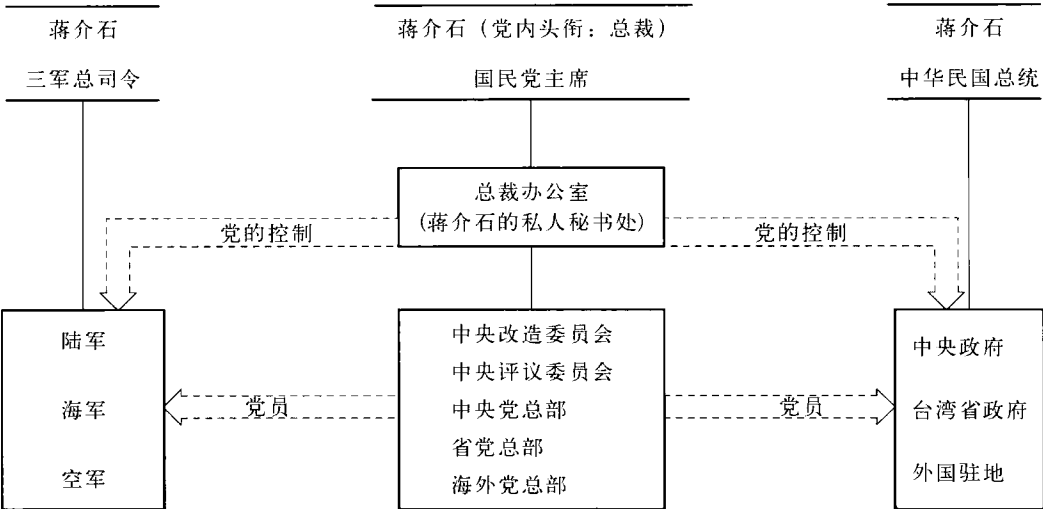 蒋介石
三军总司令
蒋介石（党内头衔：总裁）
国民党主席
蒋介石
中华民国总统
总裁办公室
(蒋介石的私人秘书处)
党的控制
党的控制
陆军
海军
空军
党员
中央改造委员会
中央评议委员会
中央党总部
省党总部
海外党总部
党员
中央政府
台湾省政府
外国驻地